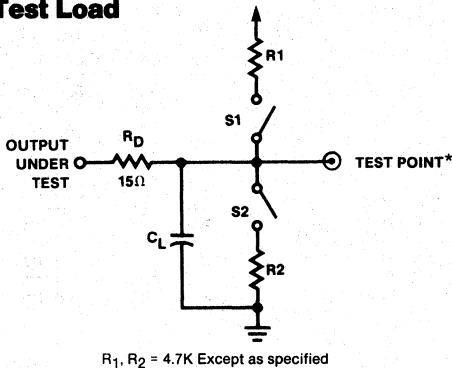 Test Load
R1
S1
OUTPUT
UNDER
TEST
RD
15Ω
TEST POINT*
S2
CL
R2
R1, R2 = 4.7K Except as specified